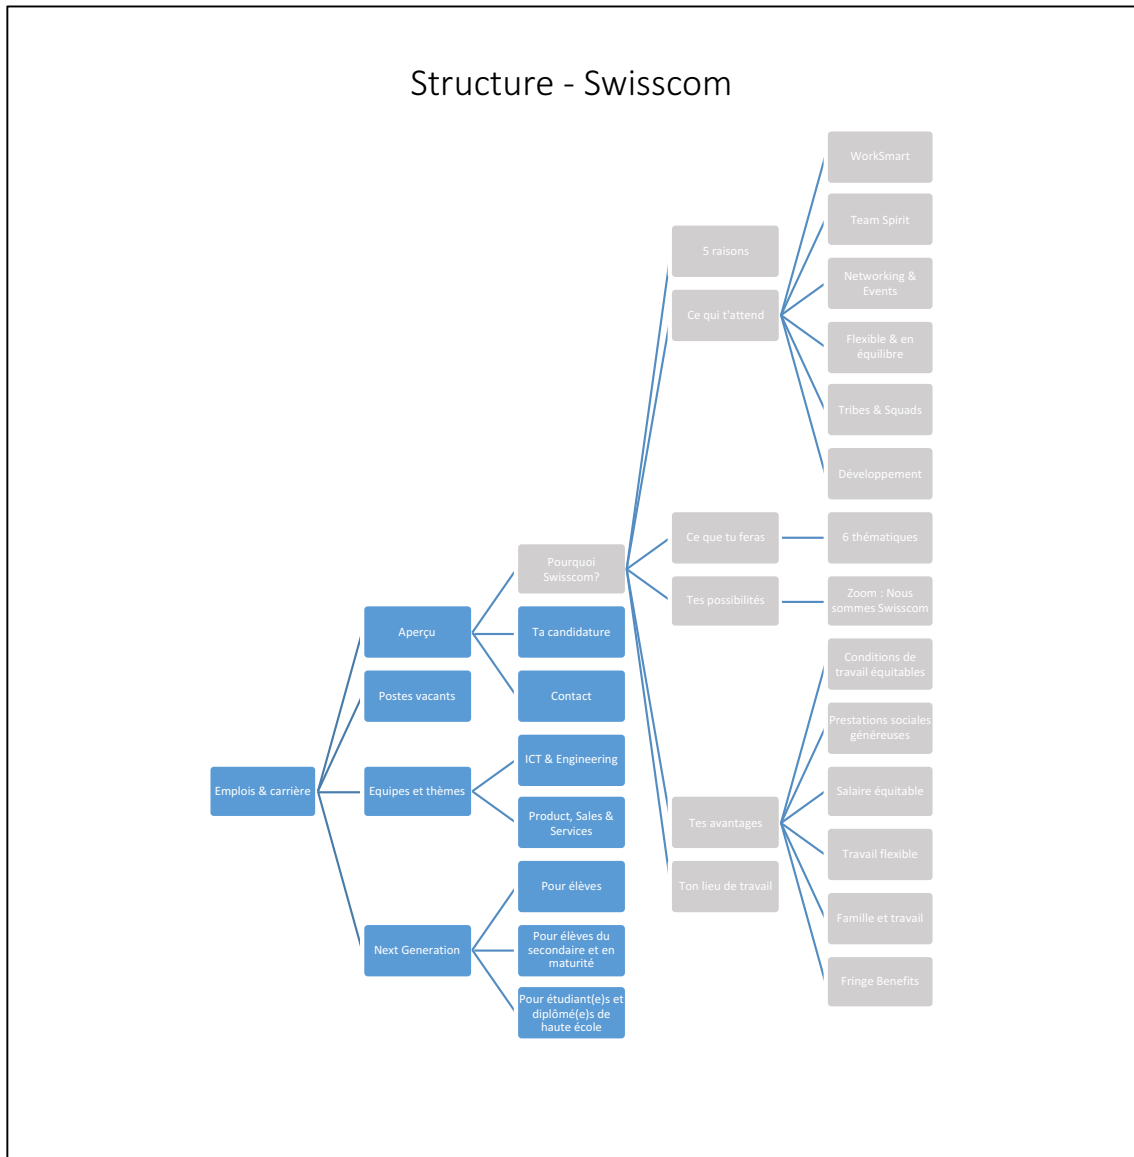 Structure - Swisscom
Emplois & carrière
Aperçu
Postes vacants
Equipes et thèmes
Next Generation
Pourquoi
Swisscom?
Ta candidature
Contact
ICT & Engineering
Product, Sales &
Services
Pour élèves
Pour élèves du
secondaire et en
maturité
Pour étudiant(e)s et
diplômé(e)s de
haute école
5 raisons
Ce qui t'attend
Ce que tu feras
Tes possibilités
Tes avantages
Ton lieu de travail
WorkSmart
Team Spirit
Networking &
Events
Flexible & en
équilibre
Tribes & Squads
Développement
6 thématiques
Zoom : Nous
sommes Swisscom
Conditions de
travail équitables
Prestations sociales
généreuses
Salaire équitable
Travail flexible
Famille et travail
Fringe Benefits